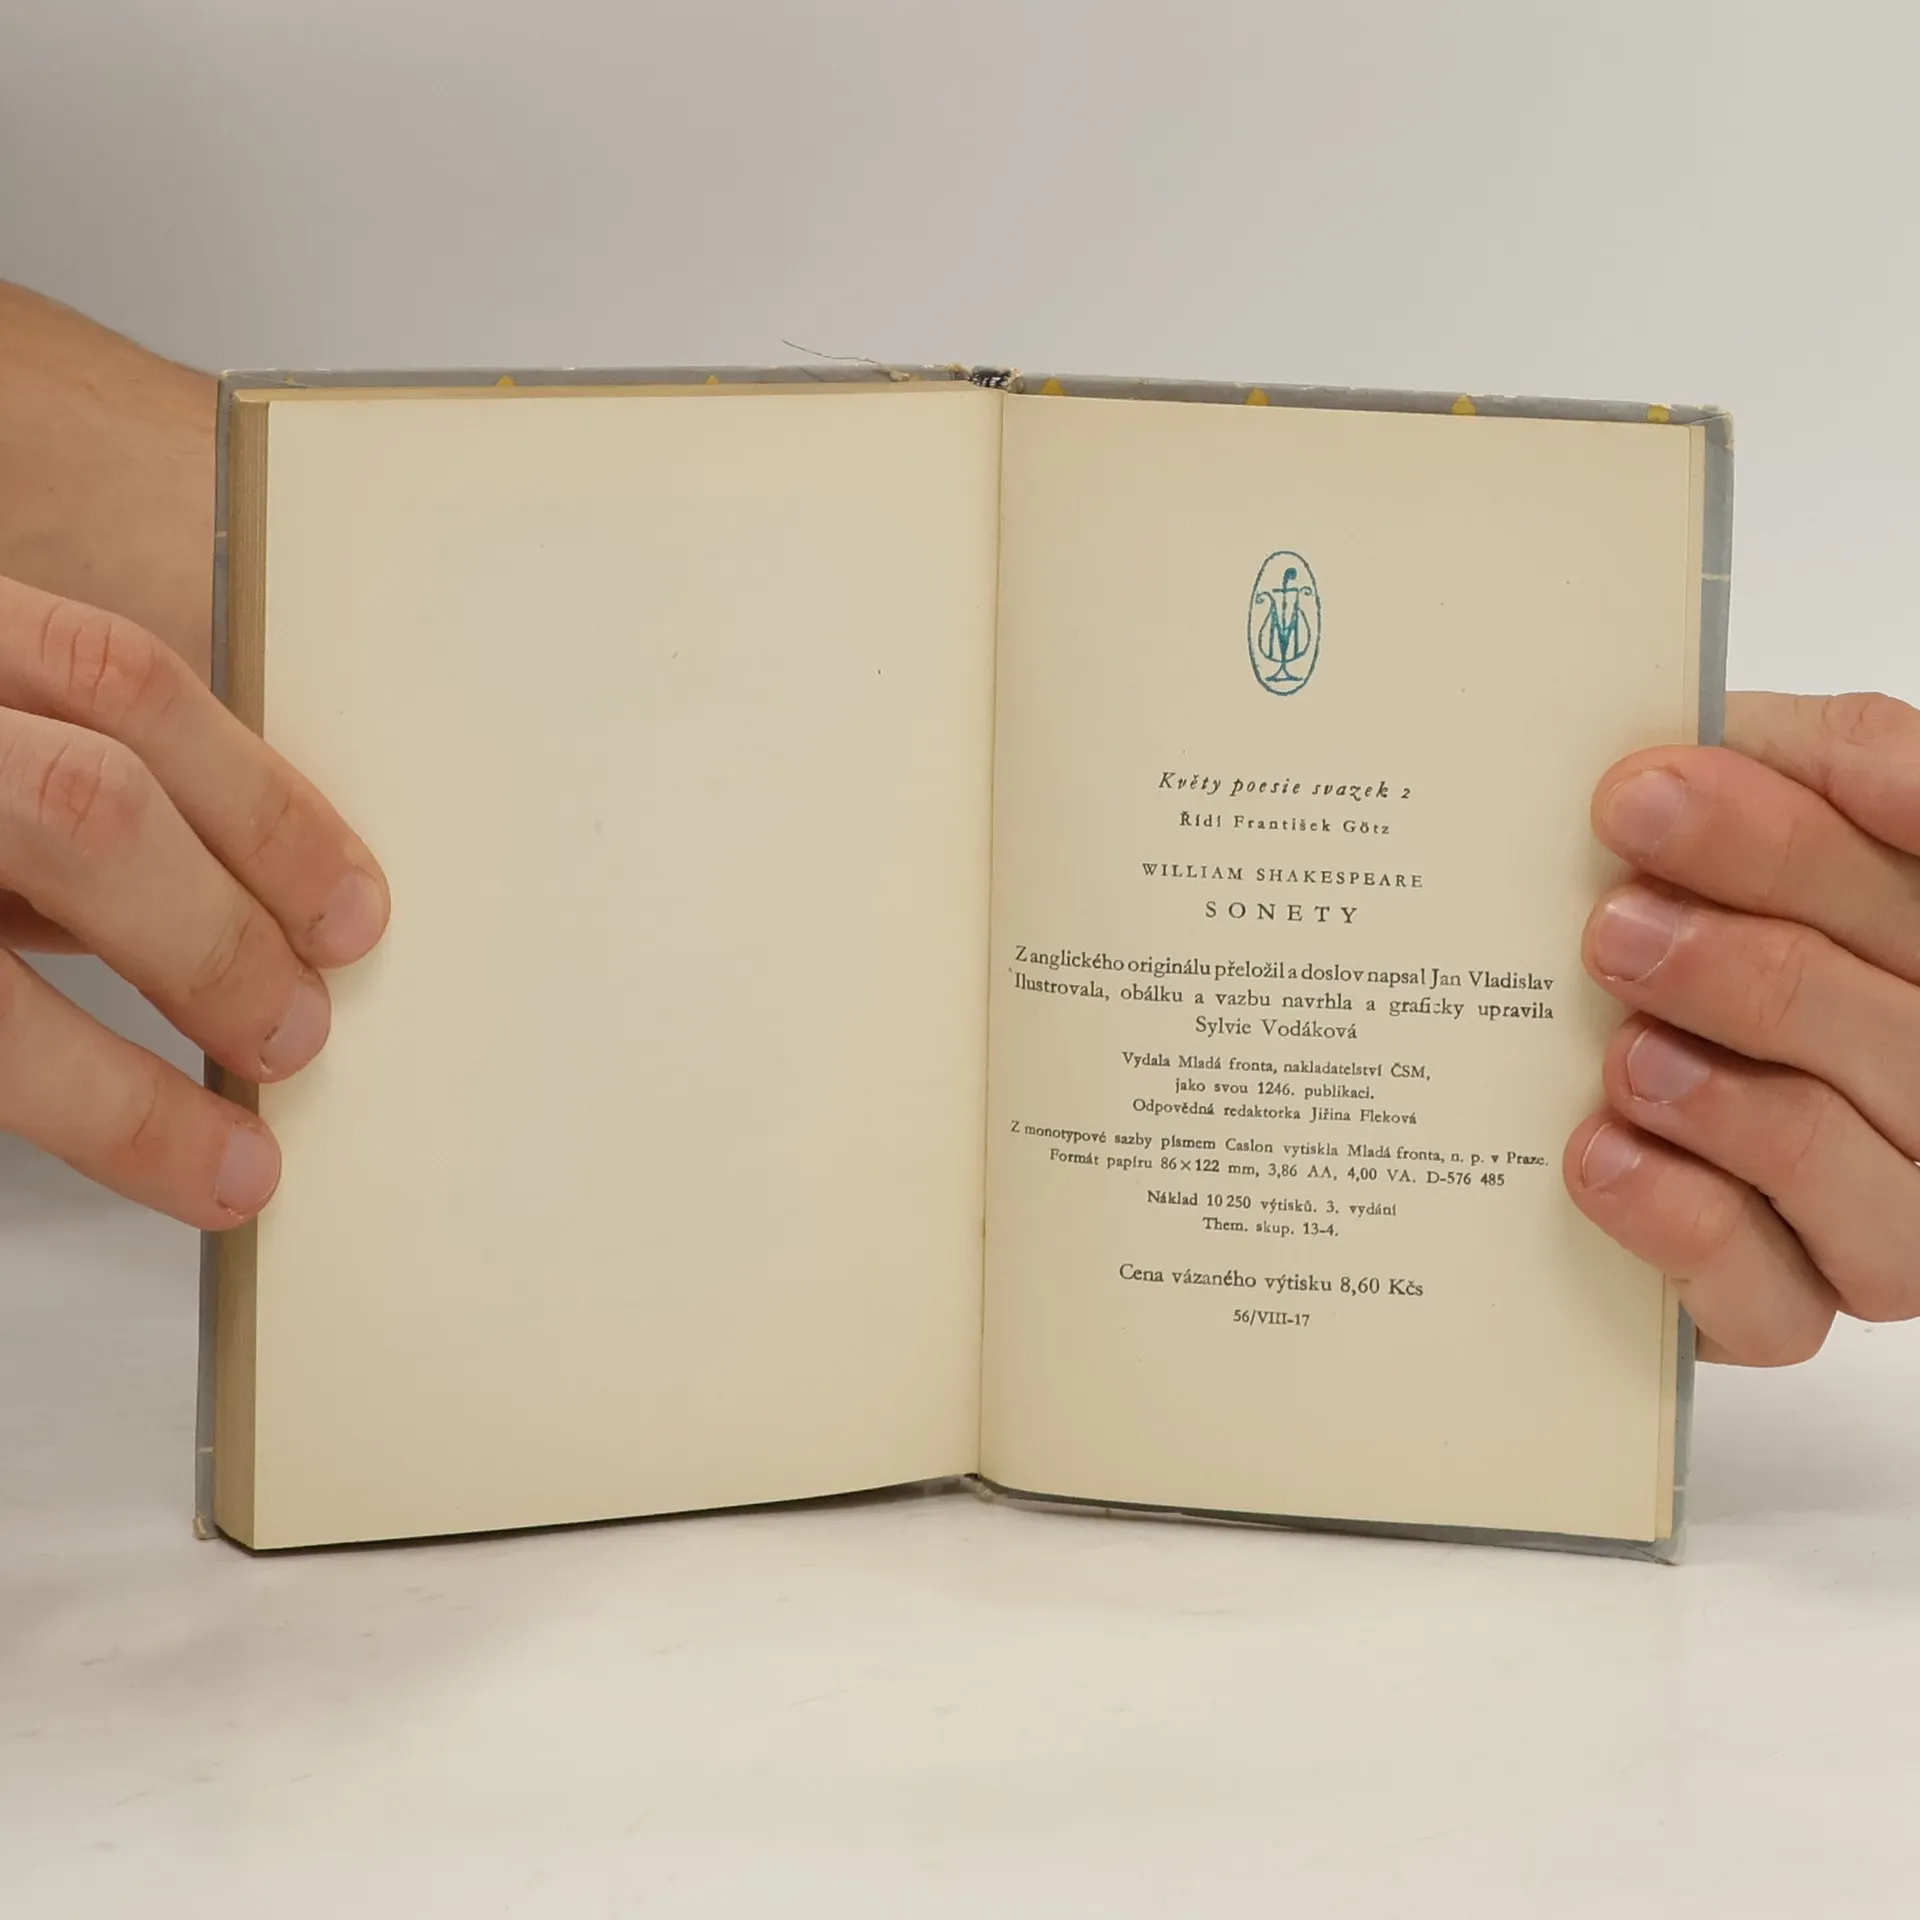 Květy poesie svazek 2
Řídí František Götz
WILLIAM SHAKESPEARE
SONETY
Z anglického originálu přeložil a doslov napsal Jan Vladislav
Ilustrovala, obálku a vazbu navrhla a graficky upravila
Sylvie Vodáková
Vydala Mladá fronta, nakladatelství ČSM,
jako svou 1246. publikaci.
Odpovědná redaktorka Jiřina Fleková
Z monotypové sazby písmem Caslon vytiskla Mladá fronta, n. p. v Praze.
Formát papíru 86×122 mm, 3,86 AA, 4,00 VA. D-576 485
Náklad 10 250 výtisků. 3. vydání
Them. skup. 13-4.
Cena vázaného výtisku 8,60 Kčs
56/VIII-17